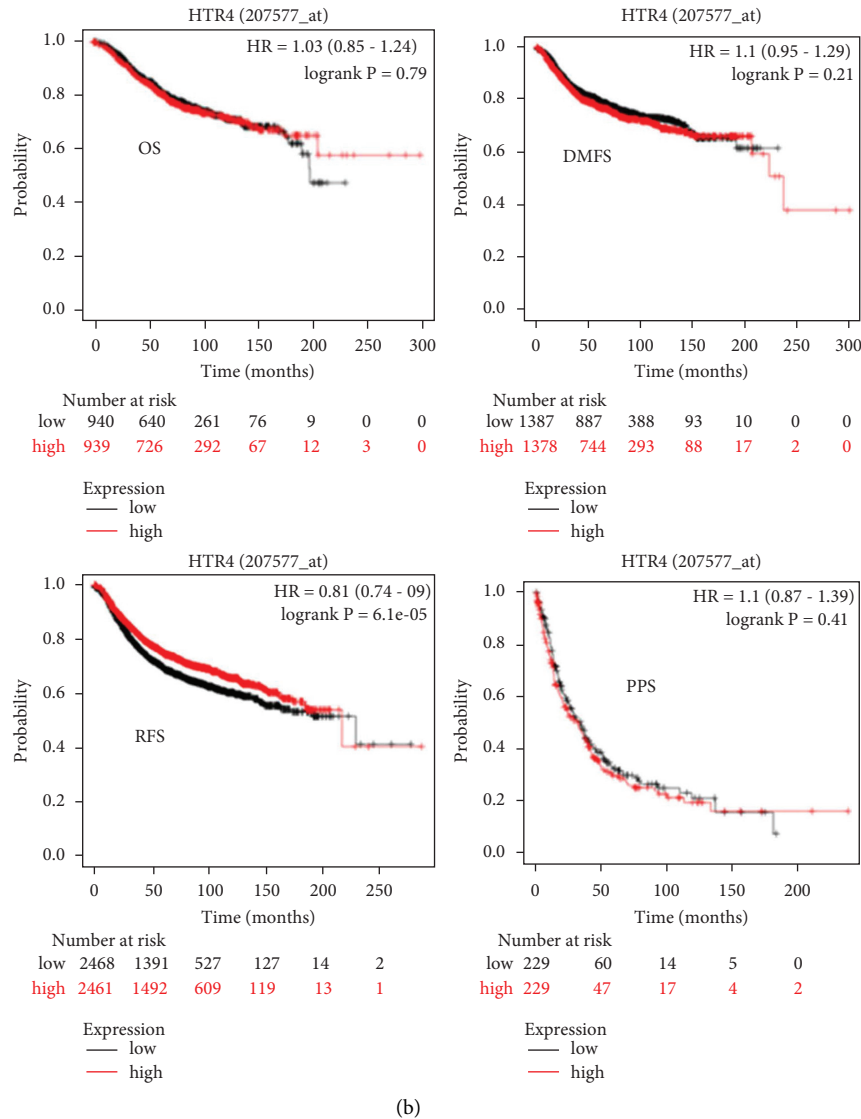 HTR4 (207577_at)
HR = 1.03 (0.85 - 1.24)
logrank P = 0.79
OS
Probability
1.0
0.8
0.6
0.4
0.2
0.0
0 50 100 150 200 250 300
Time (months)
Number at risk
low 940 640 261 76 9 0 0
high 939 726 292 67 12 3 0
Expression
low
high
HTR4 (207577_at)
HR = 1.1 (0.95 - 1.29)
logrank P = 0.21
DMFS
Probability
1.0
0.8
0.6
0.4
0.2
0.0
0 50 100 150 200 250 300
Time (months)
Number at risk
low 1387 887 388 93 10 0 0
high 1378 744 293 88 17 2 0
Expression
low
high
HTR4 (207577_at)
HR = 0.81 (0.74 - 09)
logrank P = 6.1e-05
RFS
Probability
1.0
0.8
0.6
0.4
0.2
0.0
0 50 100 150 200 250
Time (months)
Number at risk
low 2468 1391 527 127 14 2
high 2461 1492 609 119 13 1
Expression
low
high
HTR4 (207577_at)
HR = 1.1 (0.87 - 1.39)
logrank P = 0.41
PPS
Probability
1.0
0.8
0.6
0.4
0.2
0.0
0 50 100 150 200
Time (months)
Number at risk
low 229 60 14 5 0
high 229 47 17 4 2
Expression
low
high
(b)